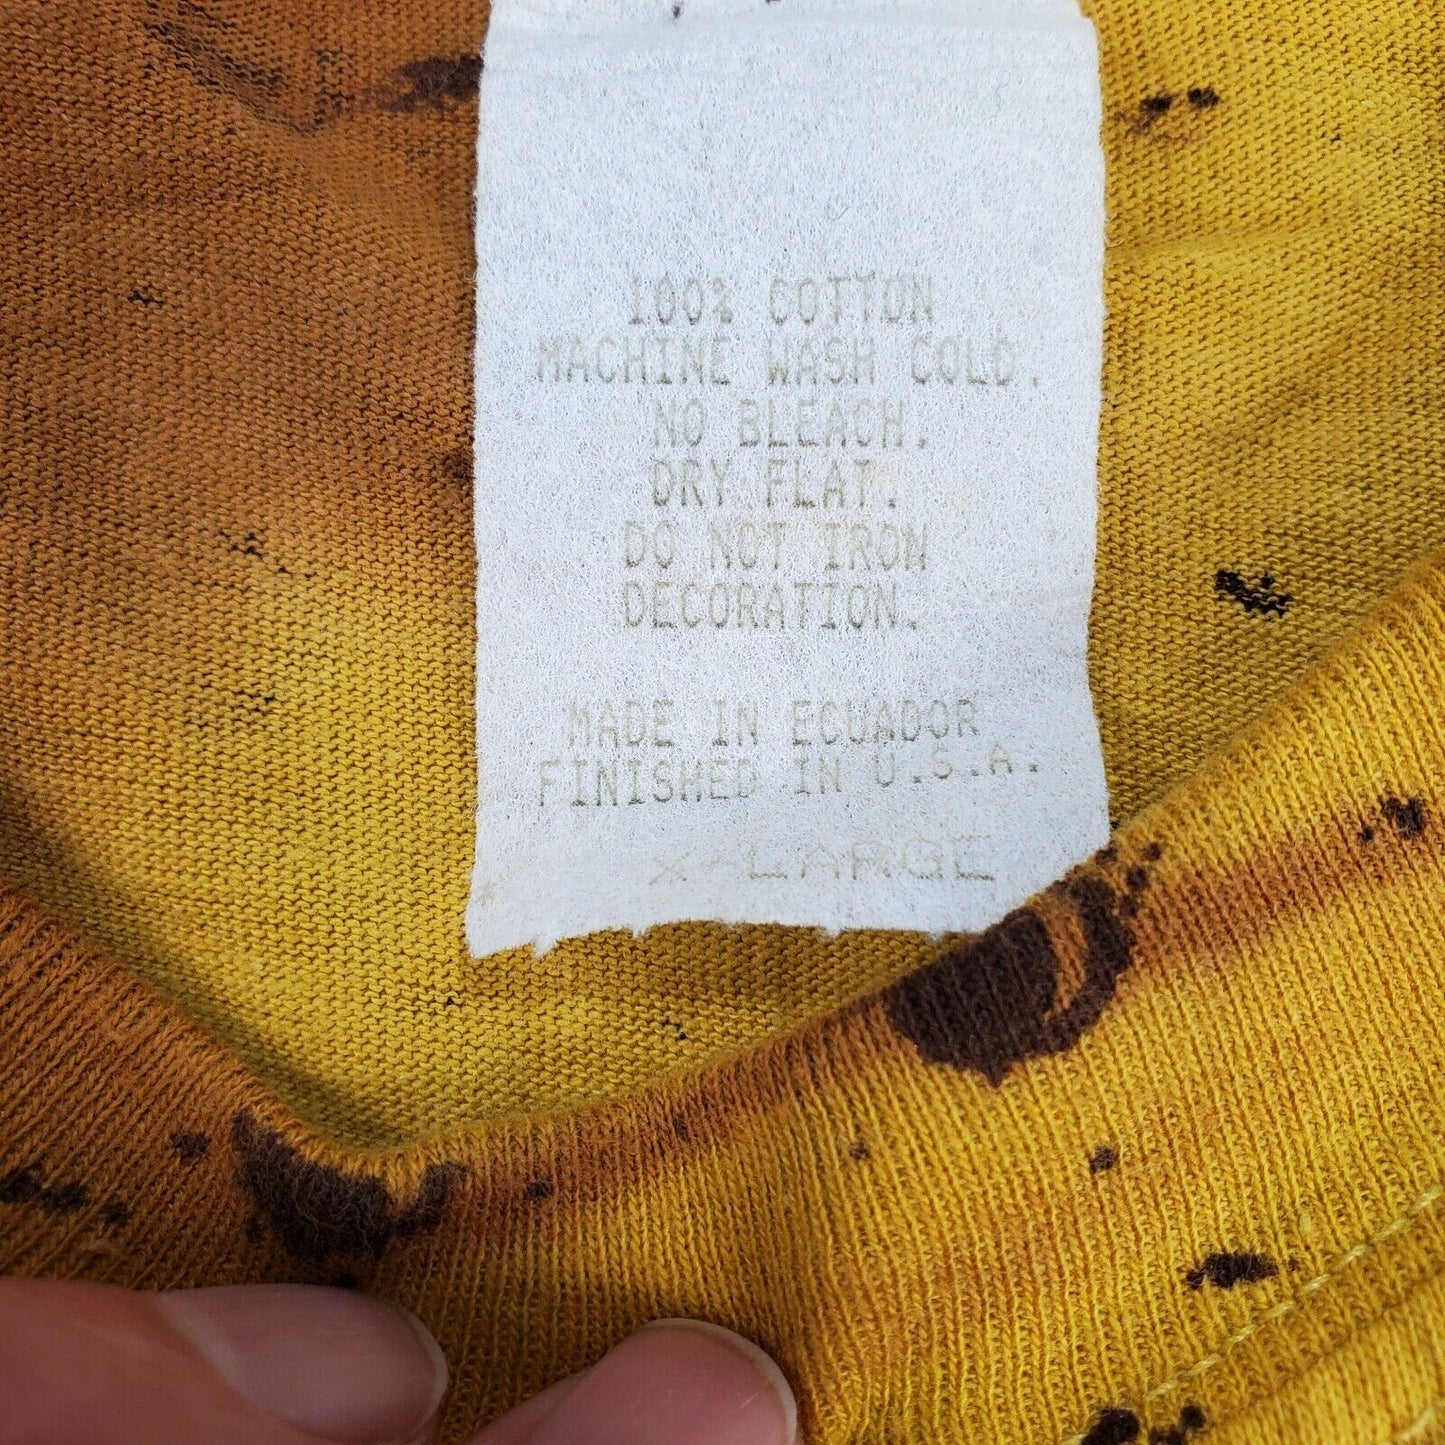 100% COTTON
MACHINE WASH COLD.
NO BLEACH.
DRY FLAT.
DO NOT IRON
DECORATION.
MADE IN ECUADOR
FINISHED IN U.S.A.
X-LARGE